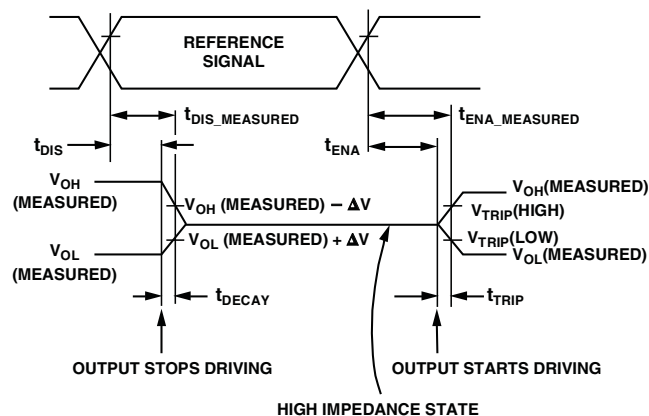 REFERENCE
SIGNAL
tDIS_MEASURED
tENA_MEASURED
tDIS
tENA
VOH
(MEASURED)
VOH (MEASURED) – ΔV
VOH(MEASURED)
VTRIP(HIGH)
VOL
(MEASURED)
VOL (MEASURED) + ΔV
VTRIP(LOW)
VOL(MEASURED)
tDECAY
tTRIP
OUTPUT STOPS DRIVING
OUTPUT STARTS DRIVING
HIGH IMPEDANCE STATE